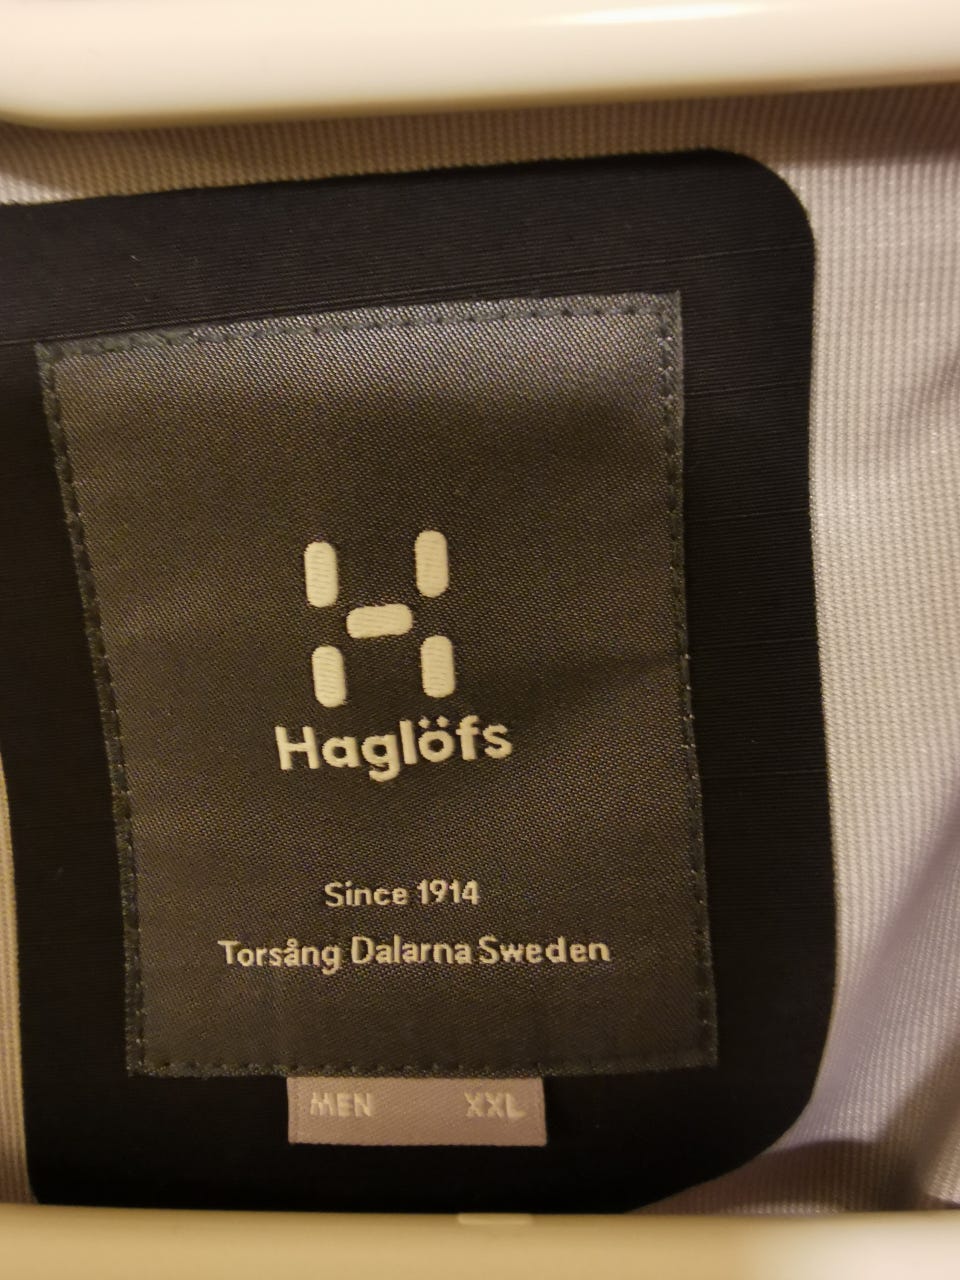 Haglöfs
Since 1914
Torsång Dalarna Sweden
MEN XXL